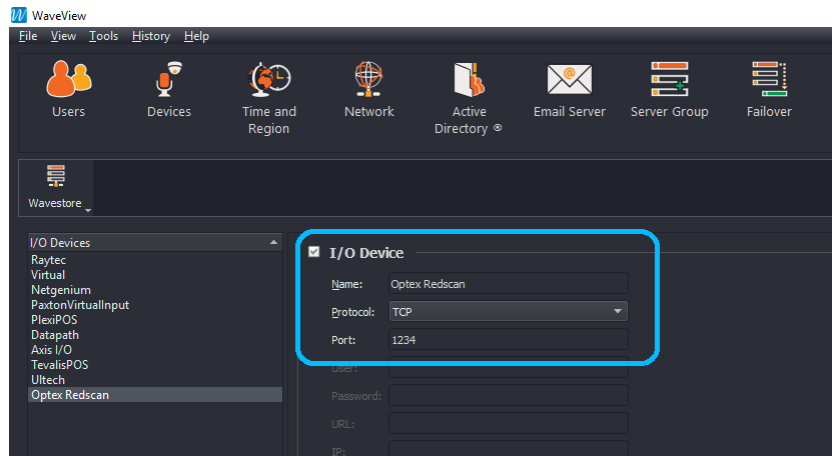 WaveView
File View Tools History Help
Users
Devices
Time and
Region
Network
Active
Directory ®
Email Server
Server Group
Failover
Wavestore
I/O Devices
Raytec
Virtual
Netgenium
PaxtonVirtualInput
PlexiPOS
Datapath
Axis I/O
TevalisPOS
Ultech
Optex Redscan
I/O Device
Name: Optex Redscan
Protocol: TCP
Port: 1234
User:
Password:
URL:
IP: